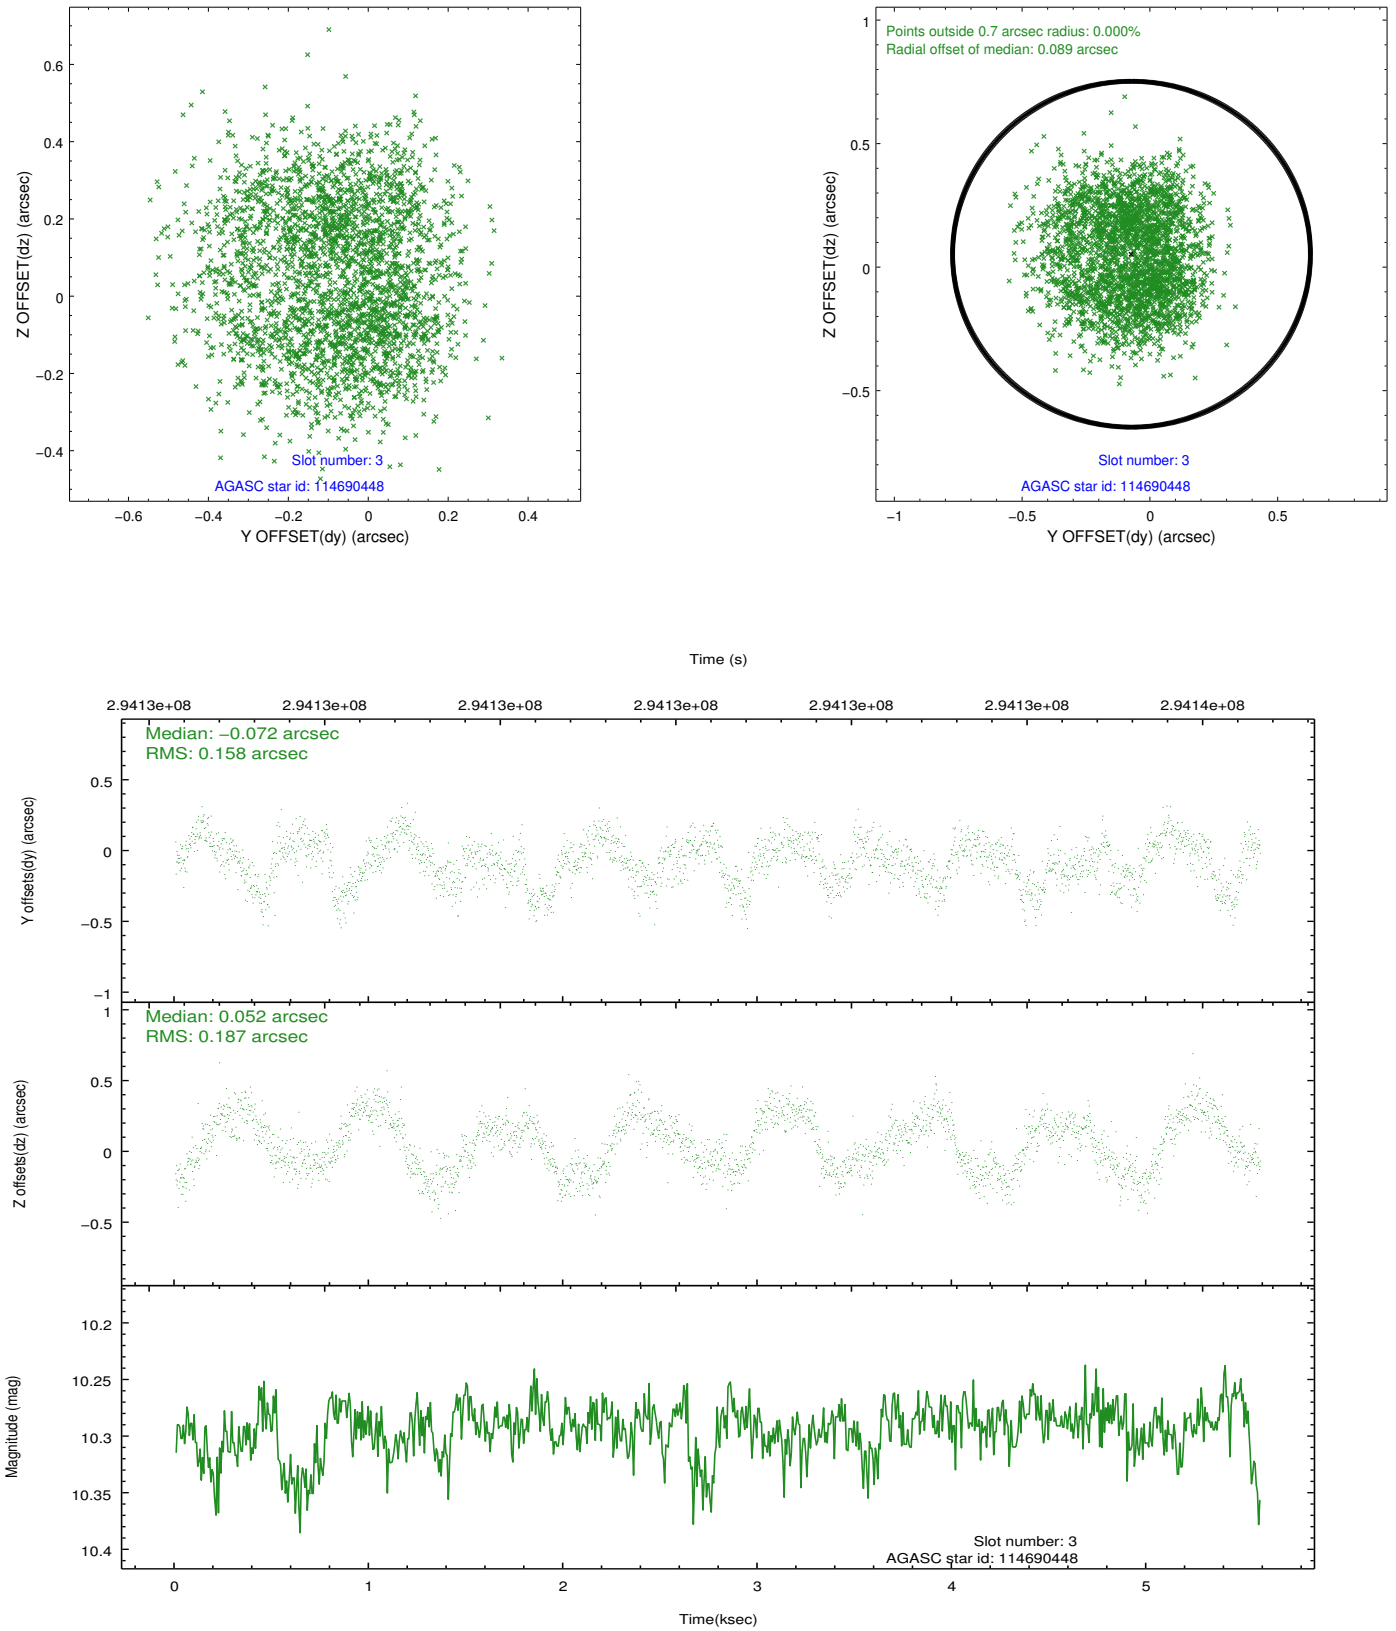 0.6
0.4
0.2
0
−0.2
−0.4
Z OFFSET(dz) (arcsec)
Slot number: 3
AGASC star id: 114690448
−0.6 −0.4 −0.2 0 0.2 0.4
Y OFFSET(dy) (arcsec)
Points outside 0.7 arcsec radius: 0.000%
Radial offset of median: 0.089 arcsec
1
0.5
0
−0.5
Z OFFSET(dz) (arcsec)
Slot number: 3
AGASC star id: 114690448
−1 −0.5 0 0.5
Y OFFSET(dy) (arcsec)
Time (s)
2.9413e+08 2.9413e+08 2.9413e+08 2.9413e+08 2.9413e+08 2.9413e+08 2.9414e+08
Median: −0.072 arcsec
RMS: 0.158 arcsec
0.5
0
−0.5
−1
Y offsets(dy) (arcsec)
Median: 0.052 arcsec
RMS: 0.187 arcsec
1
0.5
0
−0.5
Z offsets(dz) (arcsec)
10.2
10.25
10.3
10.35
10.4
Magnitude (mag)
Slot number: 3
AGASC star id: 114690448
0 1 2 3 4 5
Time(ksec)